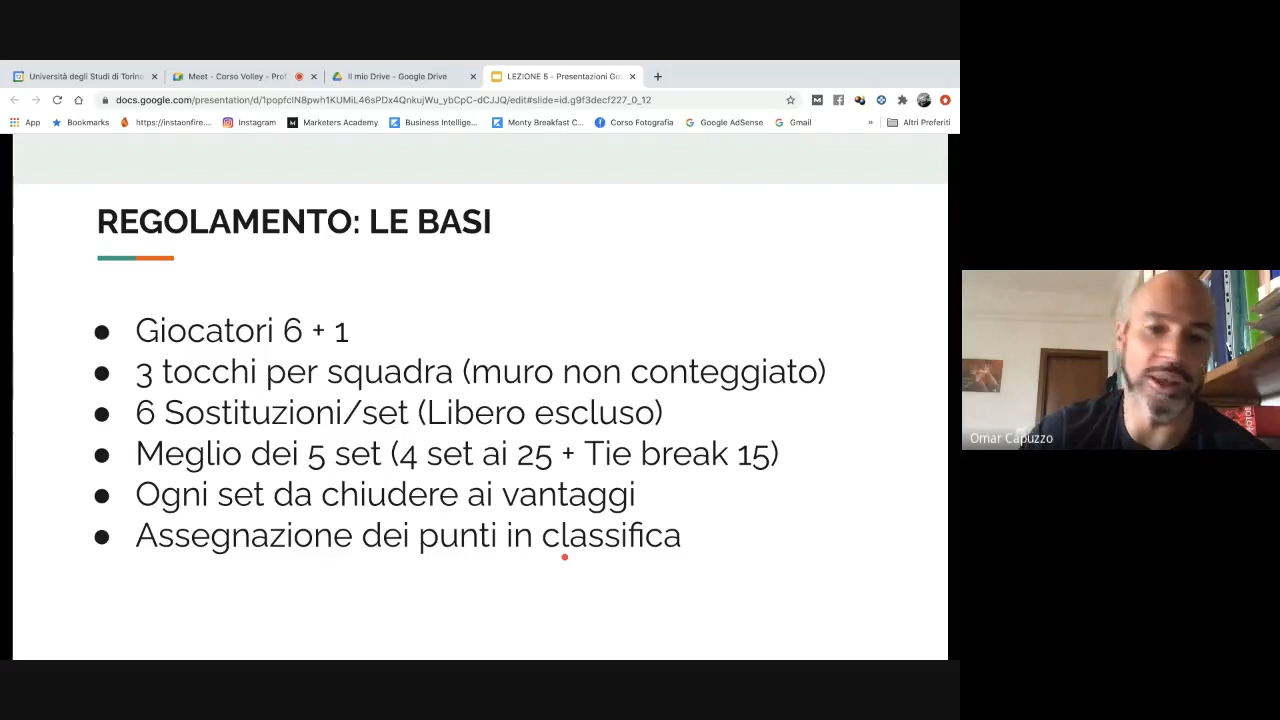 Università degli Studi di Torino
Meet - Corso Volley - Prof.
Il mio Drive - Google Drive
LEZIONE 5 - Presentazioni Go
docs.google.com/presentation/d/1popfcIN8pwh1KUMiL46sPDx4QnkujWu_ybCpC-dCJJQ/edit#slide=id.g9f3decf227_0_12
App
Bookmarks
https://instaonfire....
Instagram
Marketers Academy
Business Intellige...
Monty Breakfast C...
Corso Fotografia
Google AdSense
Gmail
»
Altri Preferiti
REGOLAMENTO: LE BASI
● Giocatori 6 + 1
● 3 tocchi per squadra (muro non conteggiato)
● 6 Sostituzioni/set (Libero escluso)
● Meglio dei 5 set (4 set ai 25 + Tie break 15)
● Ogni set da chiudere ai vantaggi
● Assegnazione dei punti in classifica
Omar Capuzzo